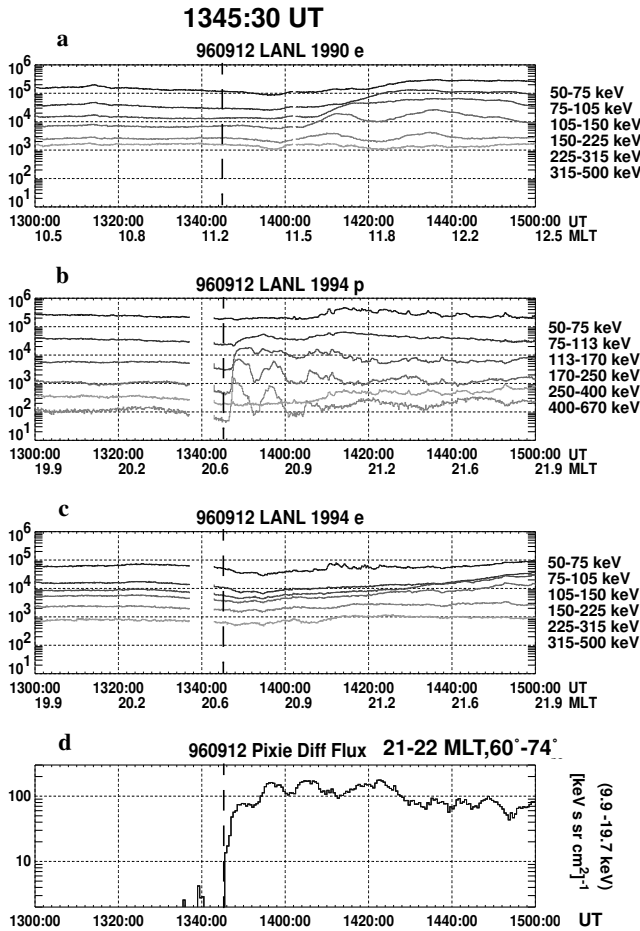 1345:30 UT
a
960912 LANL 1990 e
10^6
10^5
10^4
10^3
10^2
10^1
50-75 keV
75-105 keV
105-150 keV
150-225 keV
225-315 keV
315-500 keV
1300:00 1320:00 1340:00 1400:00 1420:00 1440:00 1500:00 UT
10.5 10.8 11.2 11.5 11.8 12.2 12.5 MLT
b
960912 LANL 1994 p
10^6
10^5
10^4
10^3
10^2
10^1
50-75 keV
75-113 keV
113-170 keV
170-250 keV
250-400 keV
400-670 keV
1300:00 1320:00 1340:00 1400:00 1420:00 1440:00 1500:00 UT
19.9 20.2 20.6 20.9 21.2 21.6 21.9 MLT
c
960912 LANL 1994 e
10^6
10^5
10^4
10^3
10^2
10^1
50-75 keV
75-105 keV
105-150 keV
150-225 keV
225-315 keV
315-500 keV
1300:00 1320:00 1340:00 1400:00 1420:00 1440:00 1500:00 UT
19.9 20.2 20.6 20.9 21.2 21.6 21.9 MLT
d
960912 Pixie Diff Flux 21-22 MLT,60°-74°
100
10
(9.9 -19.7 keV)
[keV s sr cm²]⁻¹
1300:00 1320:00 1340:00 1400:00 1420:00 1440:00 1500:00 UT